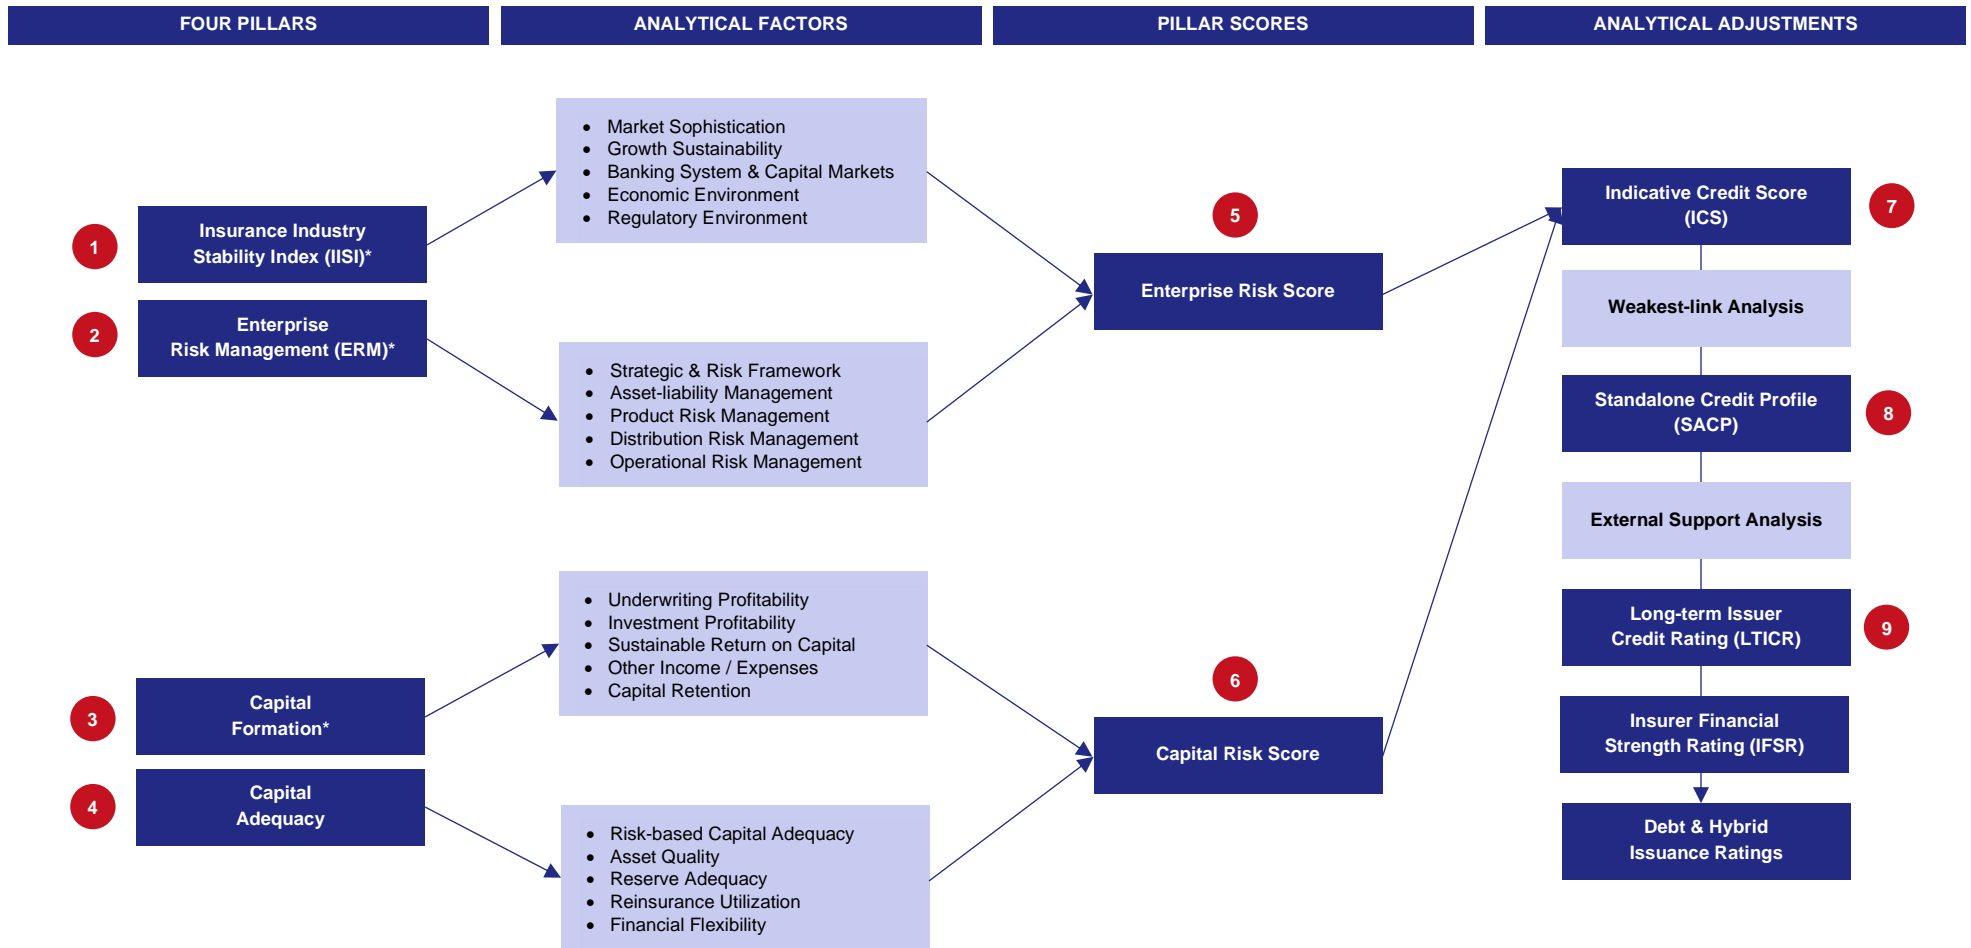 FOUR PILLARS
ANALYTICAL FACTORS
PILLAR SCORES
ANALYTICAL ADJUSTMENTS
1
Insurance Industry
Stability Index (IISI)*
2
Enterprise
Risk Management (ERM)*
3
Capital
Formation*
4
Capital
Adequacy
• Market Sophistication
• Growth Sustainability
• Banking System & Capital Markets
• Economic Environment
• Regulatory Environment
• Strategic & Risk Framework
• Asset-liability Management
• Product Risk Management
• Distribution Risk Management
• Operational Risk Management
• Underwriting Profitability
• Investment Profitability
• Sustainable Return on Capital
• Other Income / Expenses
• Capital Retention
• Risk-based Capital Adequacy
• Asset Quality
• Reserve Adequacy
• Reinsurance Utilization
• Financial Flexibility
5
Enterprise Risk Score
6
Capital Risk Score
Indicative Credit Score
(ICS)
7
Weakest-link Analysis
Standalone Credit Profile
(SACP)
8
External Support Analysis
Long-term Issuer
Credit Rating (LTICR)
9
Insurer Financial
Strength Rating (IFSR)
Debt & Hybrid
Issuance Ratings